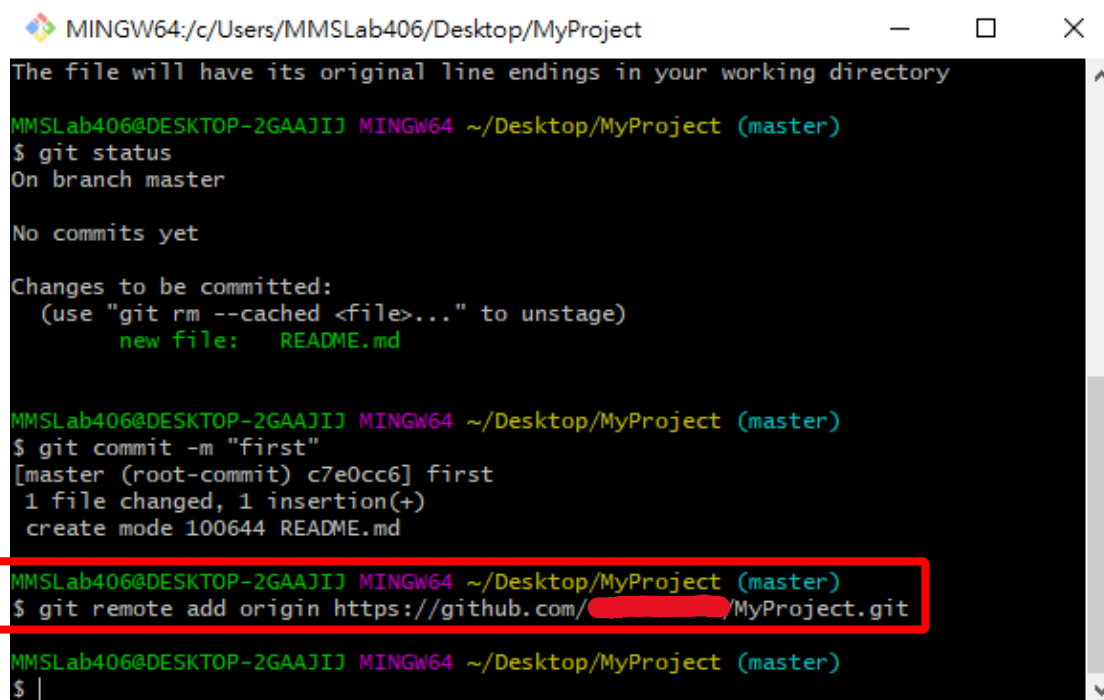 MINGW64:/c/Users/MMSLab406/Desktop/MyProject
The file will have its original line endings in your working directory
MMSLab406@DESKTOP-2GAAJIJ MINGW64 ~/Desktop/MyProject (master)
$ git status
On branch master
No commits yet
Changes to be committed:
  (use "git rm --cached <file>..." to unstage)
        new file:   README.md
MMSLab406@DESKTOP-2GAAJIJ MINGW64 ~/Desktop/MyProject (master)
$ git commit -m "first"
[master (root-commit) c7e0cc6] first
 1 file changed, 1 insertion(+)
 create mode 100644 README.md
MMSLab406@DESKTOP-2GAAJIJ MINGW64 ~/Desktop/MyProject (master)
$ git remote add origin https://github.com/ /MyProject.git
MMSLab406@DESKTOP-2GAAJIJ MINGW64 ~/Desktop/MyProject (master)
$